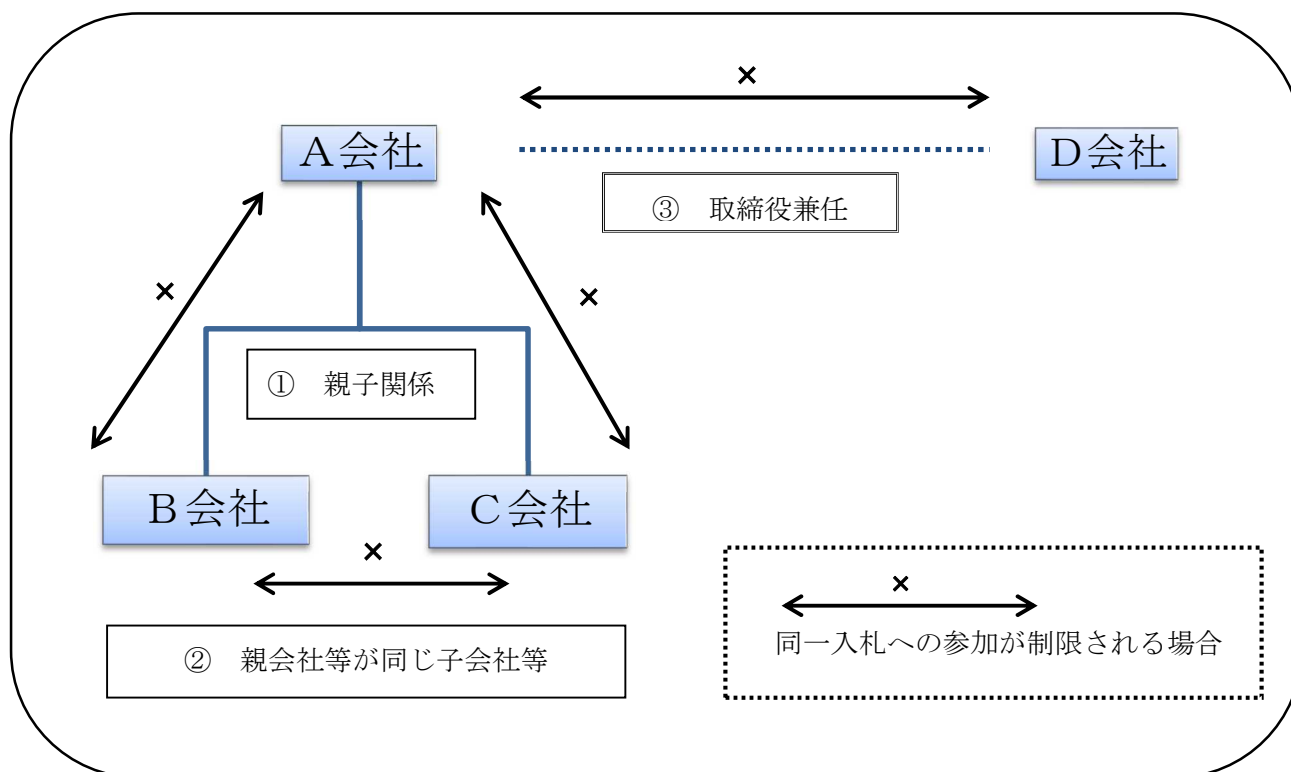 ×
Ａ会社
Ｄ会社
③　取締役兼任
×
×
①　親子関係
Ｂ会社
Ｃ会社
×
②　親会社等が同じ子会社等
×
同一入札への参加が制限される場合